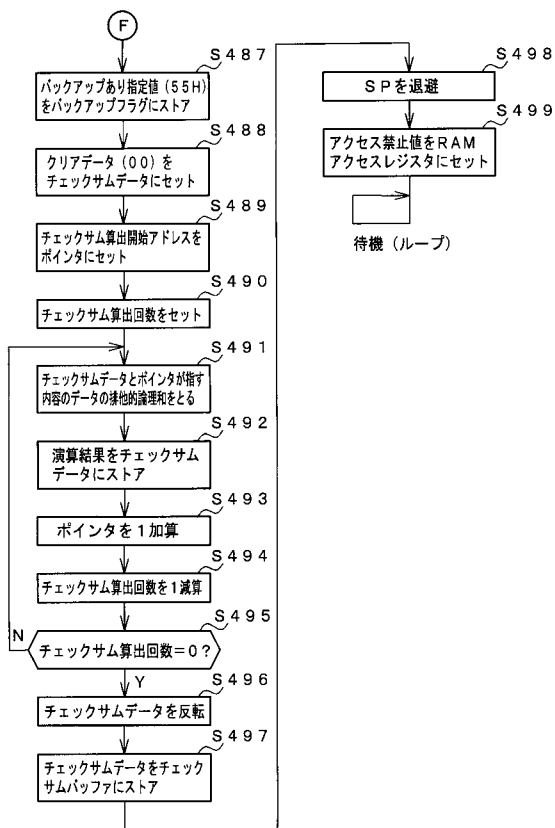 F
S487
バックアップあり指定値(55H)
をバックアップフラグにストア
S488
クリアデータ(00)を
チェックサムデータにセット
S489
チェックサム算出開始アドレスを
ポインタにセット
S490
チェックサム算出回数をセット
S491
チェックサムデータとポインタが指す
内容のデータの排他的論理和をとる
S492
演算結果をチェックサム
データにストア
S493
ポインタを1加算
S494
チェックサム算出回数を1減算
S495
N
チェックサム算出回数=0?
Y
S496
チェックサムデータを反転
S497
チェックサムデータをチェック
サムバッファにストア
S498
SPを退避
S499
アクセス禁止値をRAM
アクセスレジスタにセット
待機(ループ)